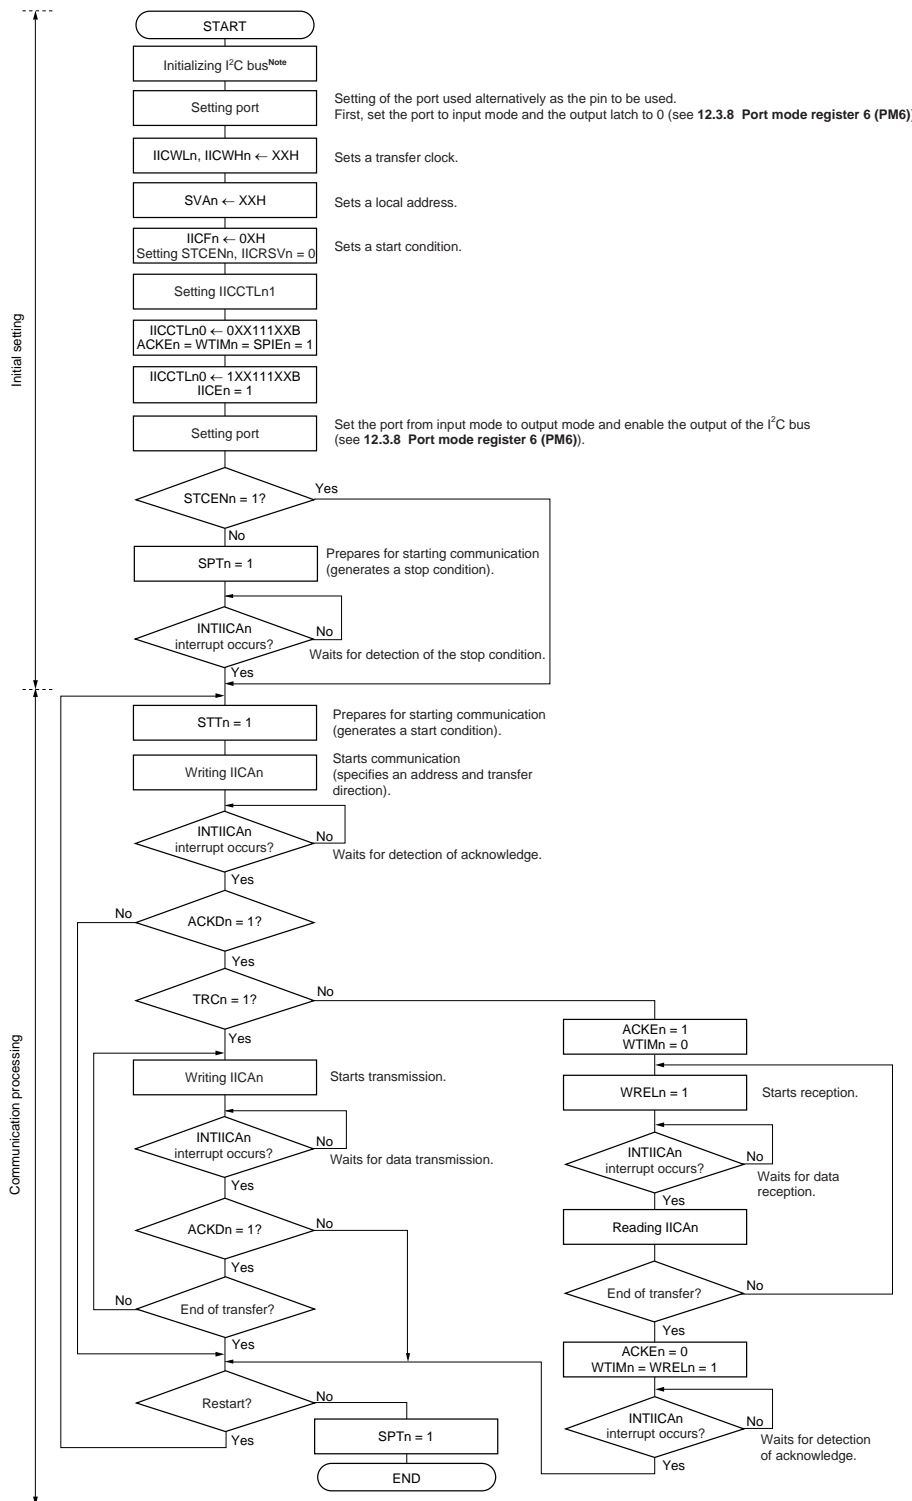 START
Initializing I²C busNote
Setting port
Setting of the port used alternatively as the pin to be used.
First, set the port to input mode and the output latch to 0 (see 12.3.8 Port mode register 6 (PM6)
IICWLn, IICWHn ← XXH
Sets a transfer clock.
SVAn ← XXH
Sets a local address.
IICFn ← 0XH
Setting STCENn, IICRSVn = 0
Sets a start condition.
Setting IICCTLn1
IICCTLn0 ← 0XX111XXB
ACKEn = WTIMn = SPIEn = 1
IICCTLn0 ← 1XX111XXB
IICEn = 1
Setting port
Set the port from input mode to output mode and enable the output of the I²C bus
(see 12.3.8 Port mode register 6 (PM6)).
Initial setting
STCENn = 1?
Yes
No
SPTn = 1
Prepares for starting communication
(generates a stop condition).
INTIICAn
interrupt occurs?
No
Waits for detection of the stop condition.
Yes
STTn = 1
Prepares for starting communication
(generates a start condition).
Writing IICAn
Starts communication
(specifies an address and transfer
direction).
INTIICAn
interrupt occurs?
No
Waits for detection of acknowledge.
Yes
No
ACKDn = 1?
Yes
TRCn = 1?
No
Yes
Communication processing
Writing IICAn
Starts transmission.
INTIICAn
interrupt occurs?
No
Waits for data transmission.
Yes
ACKDn = 1?
No
Yes
No
End of transfer?
Yes
Restart?
No
Yes
SPTn = 1
END
ACKEn = 1
WTIMn = 0
WRELn = 1
Starts reception.
INTIICAn
interrupt occurs?
No
Waits for data
reception.
Yes
Reading IICAn
End of transfer?
No
Yes
ACKEn = 0
WTIMn = WRELn = 1
INTIICAn
interrupt occurs?
No
Waits for detection
of acknowledge.
Yes